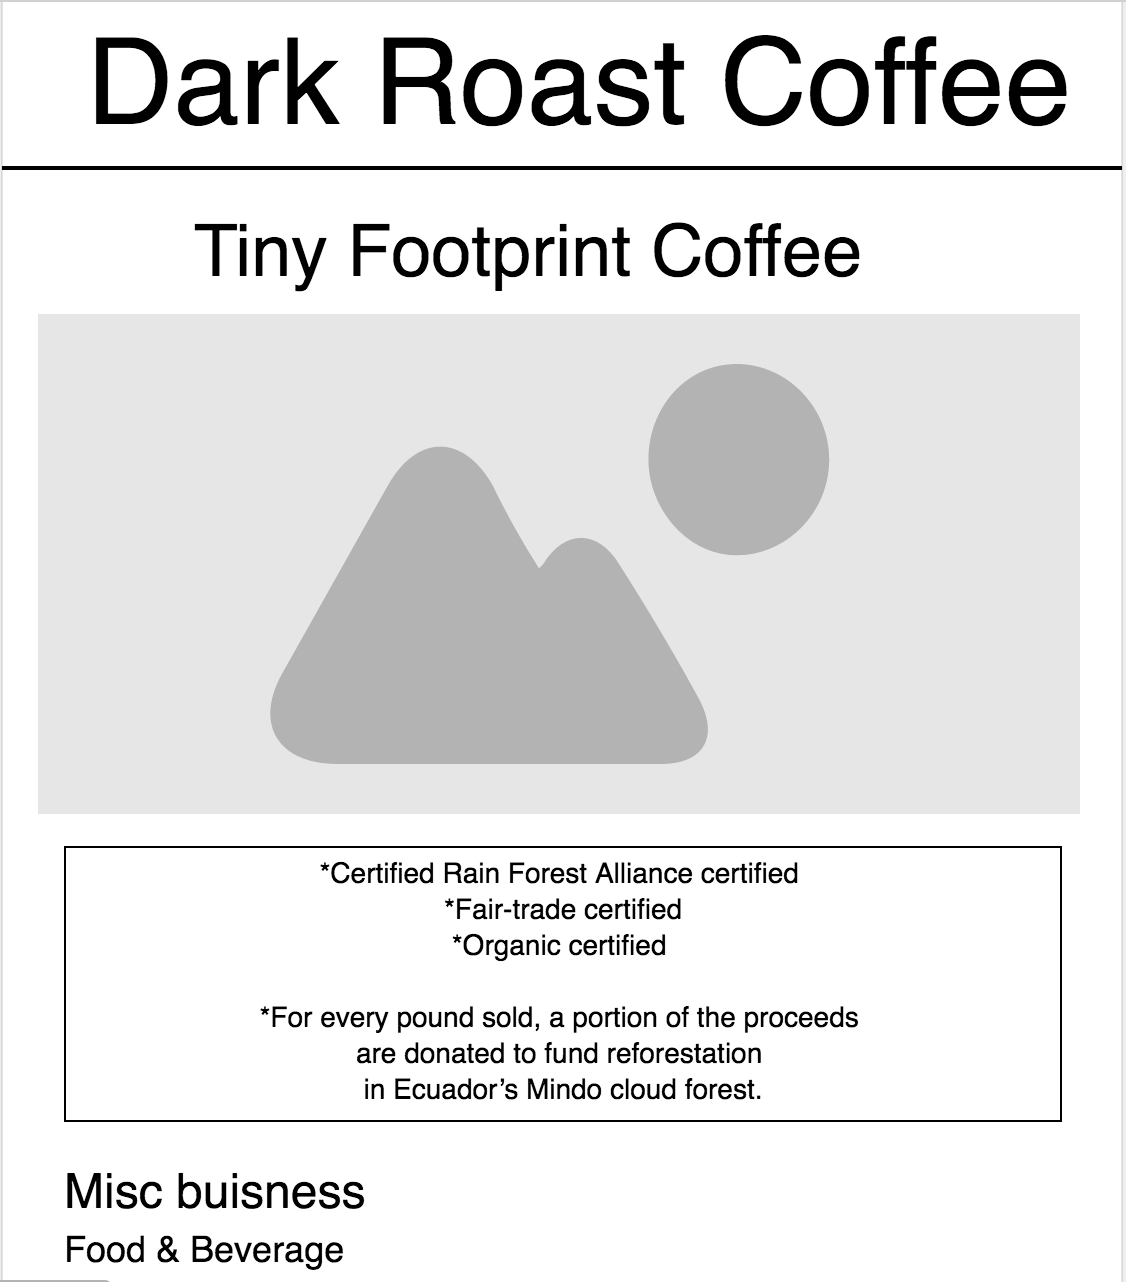 Dark Roast Coffee
Tiny Footprint Coffee
*Certified Rain Forest Alliance certified
*Fair-trade certified
*Organic certified
*For every pound sold, a portion of the proceeds
are donated to fund reforestation
in Ecuador’s Mindo cloud forest.
Misc buisness
Food & Beverage